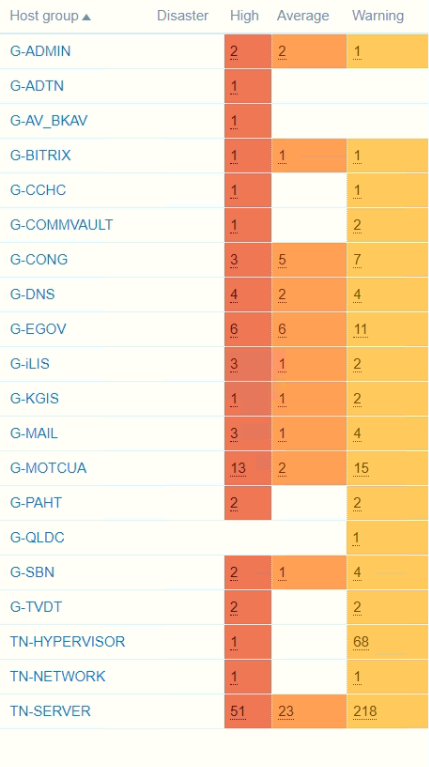 Host group Disaster High Average Warning
G-ADMIN 2 2 1
G-ADTN 1
G-AV_BKAV 1
G-BITRIX 1 1 1
G-CCHC 1 1
G-COMMVAULT 1 2
G-CONG 3 5 7
G-DNS 4 2 4
G-EGOV 6 6 11
G-iLIS 3 1 2
G-KGIS 1 1 2
G-MAIL 3 1 4
G-MOTCUA 13 2 15
G-PAHT 2 2
G-QLDC 1
G-SBN 2 1 4
G-TVDT 2 2
TN-HYPERVISOR 1 68
TN-NETWORK 1 1
TN-SERVER 51 23 218